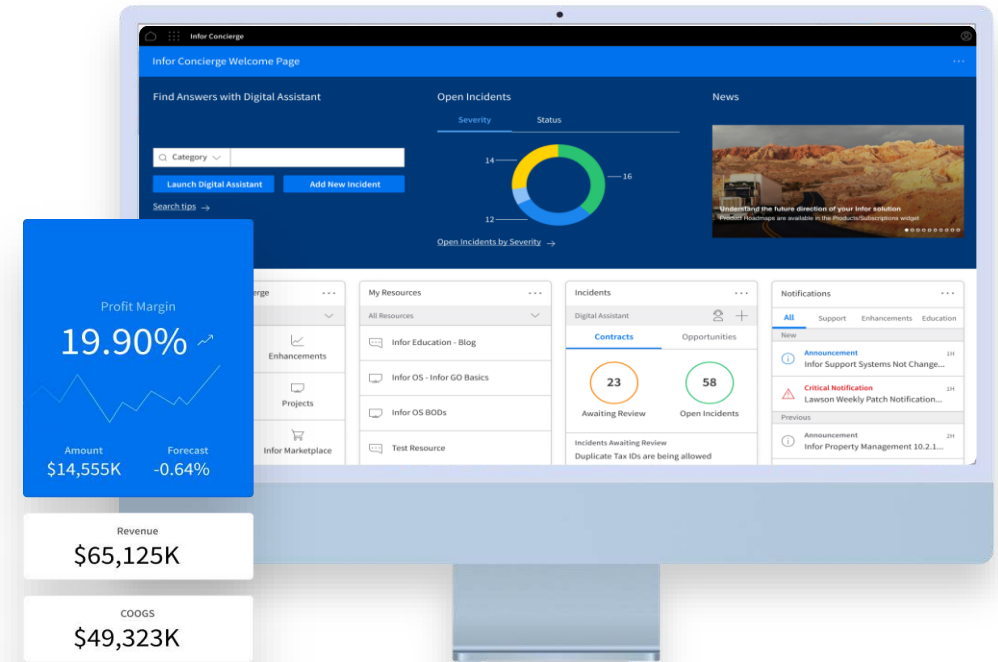 Infor Concierge
Infor Concierge Welcome Page
Find Answers with Digital Assistant
Category
Launch Digital Assistant
Add New Incident
Search tips
Open Incidents
Severity
Status
14
16
12
Open Incidents by Severity
News
Understand the future direction of your Infor solution
Product Roadmaps are available in the Products/Subscriptions widget
Profit Margin
19.90%
Amount
Forecast
$14,555K
-0.64%
Revenue
$65,125K
COOGS
$49,323K
erge
Enhancements
Projects
Infor Marketplace
My Resources
All Resources
Infor Education - Blog
Infor OS - Infor GO Basics
Infor OS BODs
Test Resource
Incidents
Digital Assistant
Contracts
Opportunities
23
58
Awaiting Review
Open Incidents
Incidents Awaiting Review
Duplicate Tax IDs are being allowed
Notifications
All
Support
Enhancements
Education
New
Announcement
1H
Infor Support Systems Not Change...
Critical Notification
1H
Lawson Weekly Patch Notification...
Previous
Announcement
2H
Infor Property Management 10.2.1...